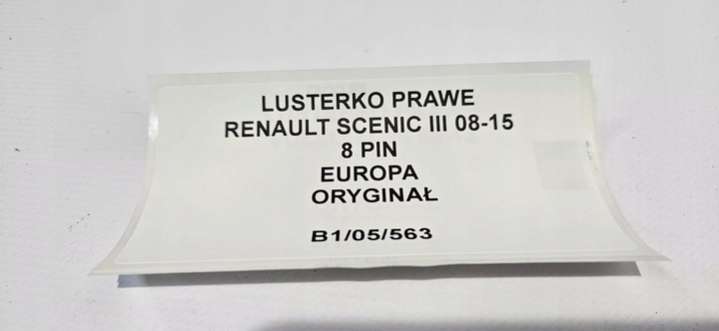 LUSTERKO PRAWE
RENAULT SCENIC III 08-15
8 PIN
EUROPA
ORYGINAŁ
B1/05/563